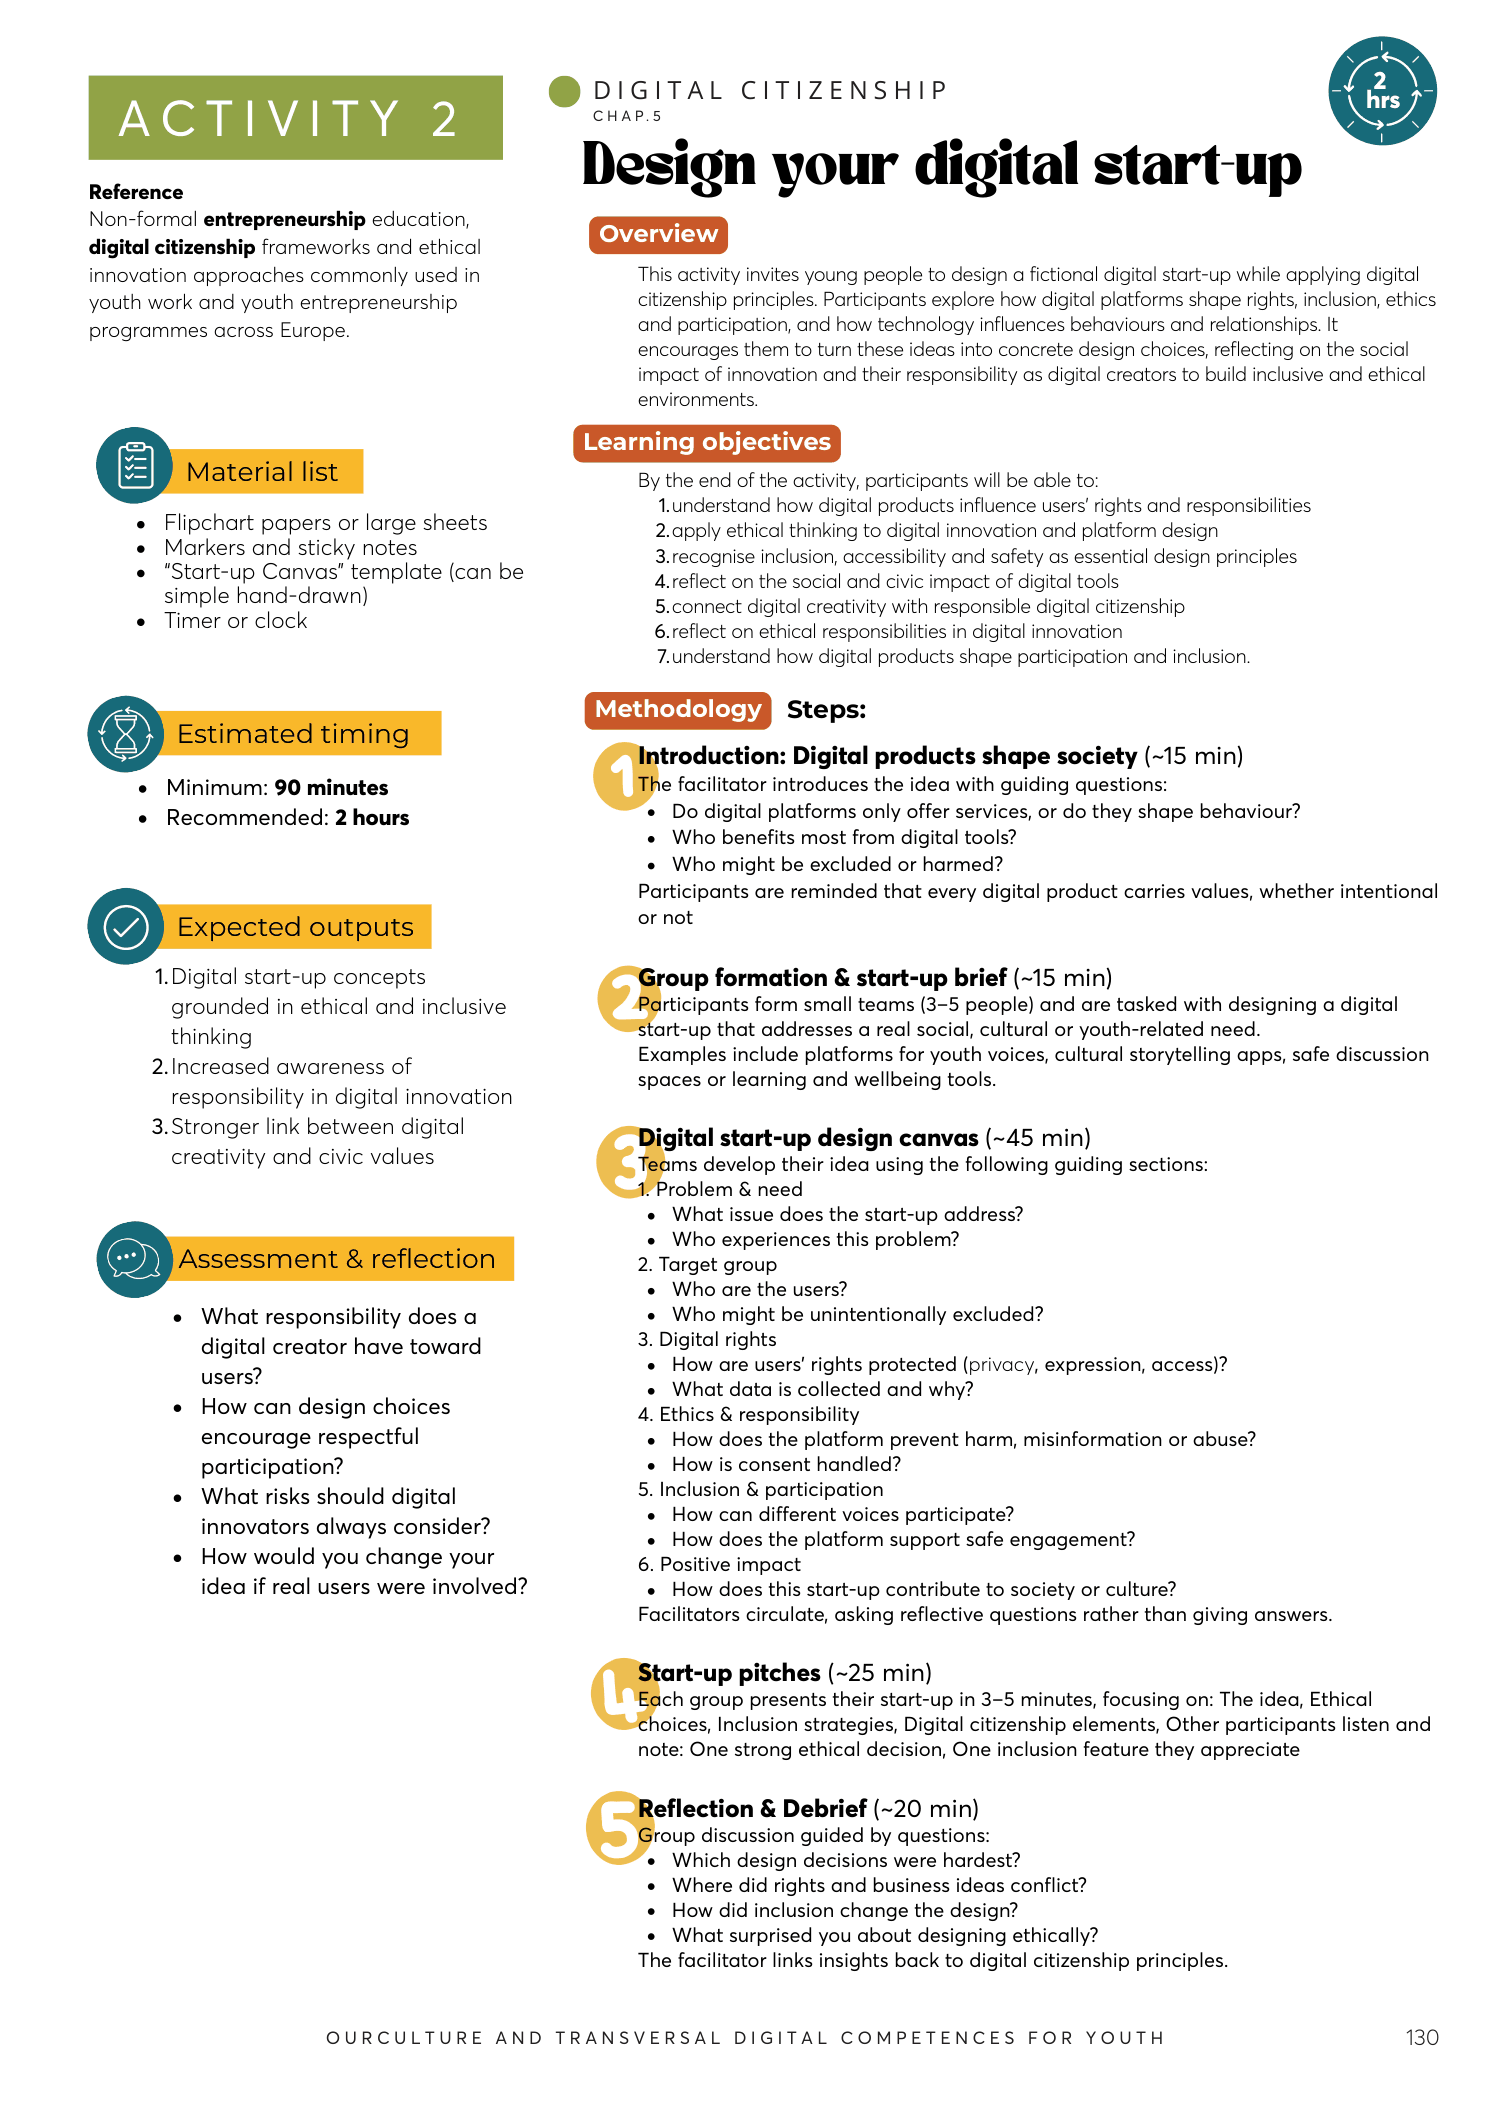 ACTIVITY 2
Reference
Non-formal entrepreneurship education,
digital citizenship frameworks and ethical
innovation approaches commonly used in
youth work and youth entrepreneurship
programmes across Europe.
Material list
• Flipchart papers or large sheets
• Markers and sticky notes
• “Start-up Canvas” template (can be
simple hand-drawn)
• Timer or clock
Estimated timing
• Minimum: 90 minutes
• Recommended: 2 hours
Expected outputs
1. Digital start-up concepts
grounded in ethical and inclusive
thinking
2. Increased awareness of
responsibility in digital innovation
3. Stronger link between digital
creativity and civic values
Assessment & reflection
• What responsibility does a
digital creator have toward
users?
• How can design choices
encourage respectful
participation?
• What risks should digital
innovators always consider?
• How would you change your
idea if real users were involved?
DIGITAL CITIZENSHIP
CHAP.5
2
hrs
Design your digital start-up
Overview
This activity invites young people to design a fictional digital start-up while applying digital
citizenship principles. Participants explore how digital platforms shape rights, inclusion, ethics
and participation, and how technology influences behaviours and relationships. It
encourages them to turn these ideas into concrete design choices, reflecting on the social
impact of innovation and their responsibility as digital creators to build inclusive and ethical
environments.
Learning objectives
By the end of the activity, participants will be able to:
1. understand how digital products influence users’ rights and responsibilities
2. apply ethical thinking to digital innovation and platform design
3. recognise inclusion, accessibility and safety as essential design principles
4. reflect on the social and civic impact of digital tools
5. connect digital creativity with responsible digital citizenship
6. reflect on ethical responsibilities in digital innovation
7. understand how digital products shape participation and inclusion.
Methodology Steps:
1
Introduction: Digital products shape society (~15 min)
The facilitator introduces the idea with guiding questions:
• Do digital platforms only offer services, or do they shape behaviour?
• Who benefits most from digital tools?
• Who might be excluded or harmed?
Participants are reminded that every digital product carries values, whether intentional
or not
2
Group formation & start-up brief (~15 min)
Participants form small teams (3–5 people) and are tasked with designing a digital
start-up that addresses a real social, cultural or youth-related need.
Examples include platforms for youth voices, cultural storytelling apps, safe discussion
spaces or learning and wellbeing tools.
3
Digital start-up design canvas (~45 min)
Teams develop their idea using the following guiding sections:
1. Problem & need
• What issue does the start-up address?
• Who experiences this problem?
2. Target group
• Who are the users?
• Who might be unintentionally excluded?
3. Digital rights
• How are users’ rights protected (privacy, expression, access)?
• What data is collected and why?
4. Ethics & responsibility
• How does the platform prevent harm, misinformation or abuse?
• How is consent handled?
5. Inclusion & participation
• How can different voices participate?
• How does the platform support safe engagement?
6. Positive impact
• How does this start-up contribute to society or culture?
Facilitators circulate, asking reflective questions rather than giving answers.
4
Start-up pitches (~25 min)
Each group presents their start-up in 3–5 minutes, focusing on: The idea, Ethical
choices, Inclusion strategies, Digital citizenship elements, Other participants listen and
note: One strong ethical decision, One inclusion feature they appreciate
5
Reflection & Debrief (~20 min)
Group discussion guided by questions:
• Which design decisions were hardest?
• Where did rights and business ideas conflict?
• How did inclusion change the design?
• What surprised you about designing ethically?
The facilitator links insights back to digital citizenship principles.
OURCULTURE AND TRANSVERSAL DIGITAL COMPETENCES FOR YOUTH
130